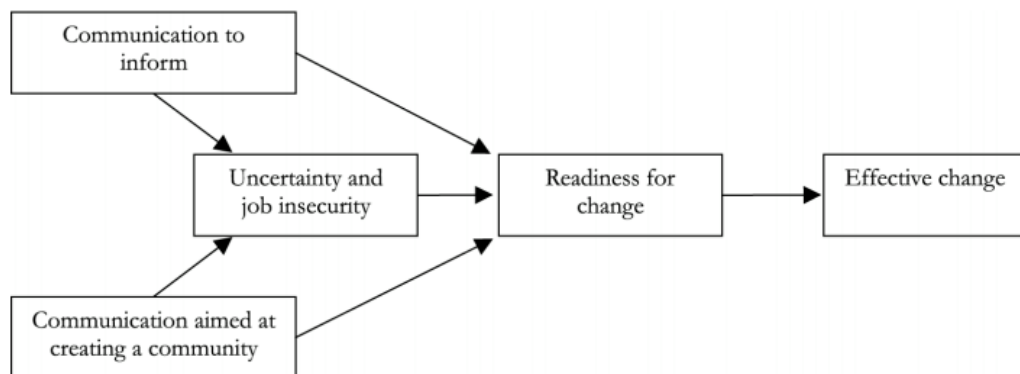 Communication to
inform
Uncertainty and
job insecurity
Readiness for
change
Effective change
Communication aimed at
creating a community